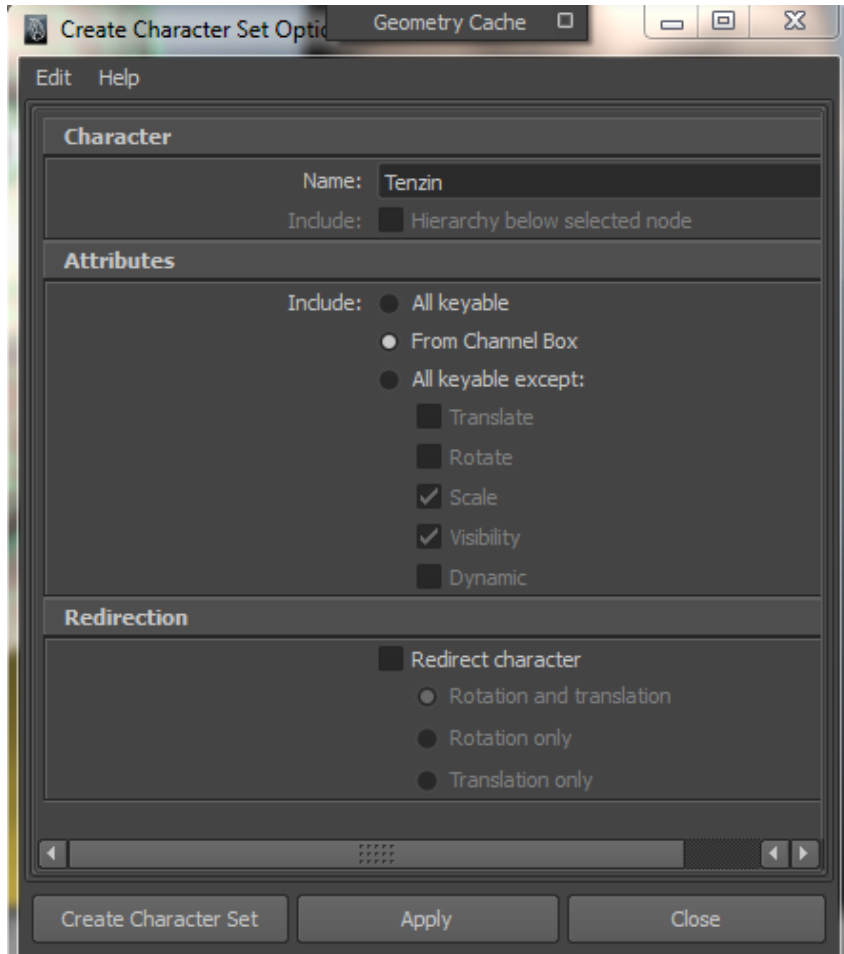 Create Character Set Optio
Geometry Cache
Edit Help
Character
Name: Tenzin
Include: Hierarchy below selected node
Attributes
Include: All keyable
From Channel Box
All keyable except:
Translate
Rotate
Scale
Visibility
Dynamic
Redirection
Redirect character
Rotation and translation
Rotation only
Translation only
Create Character Set Apply Close